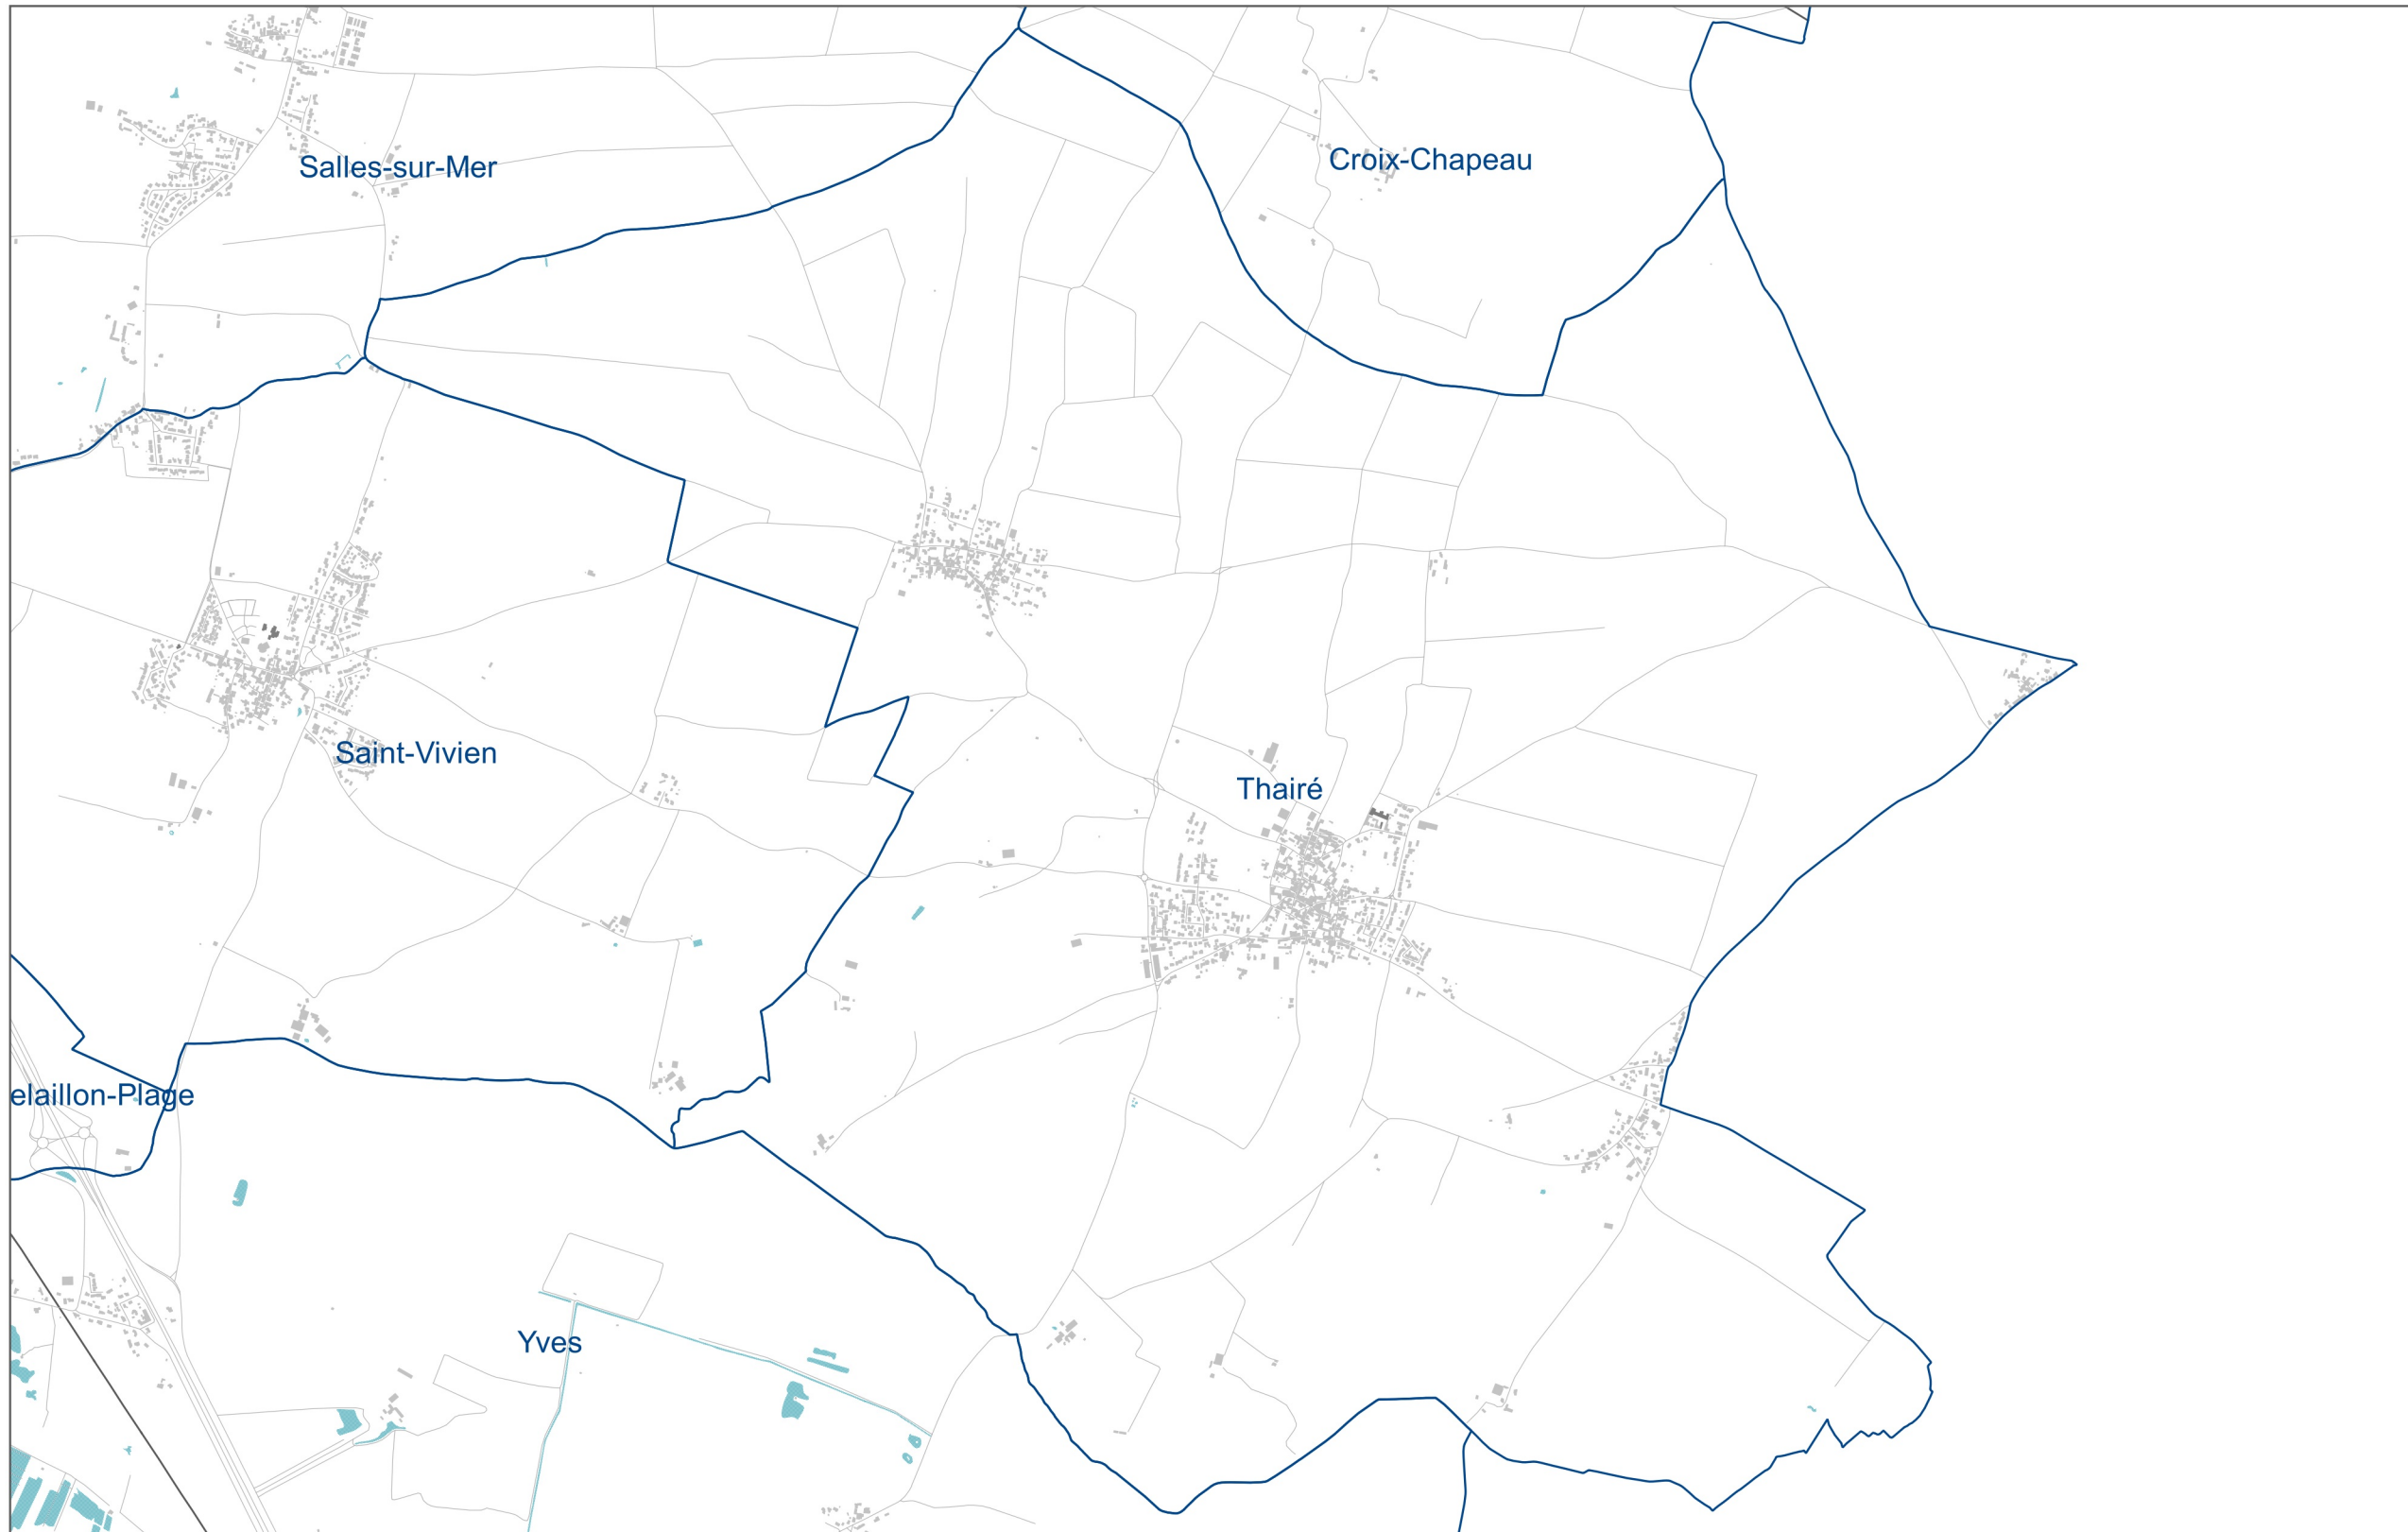 Salles-sur-Mer
Croix-Chapeau
Saint-Vivien
Thairé
elaillon-Plage
Yves